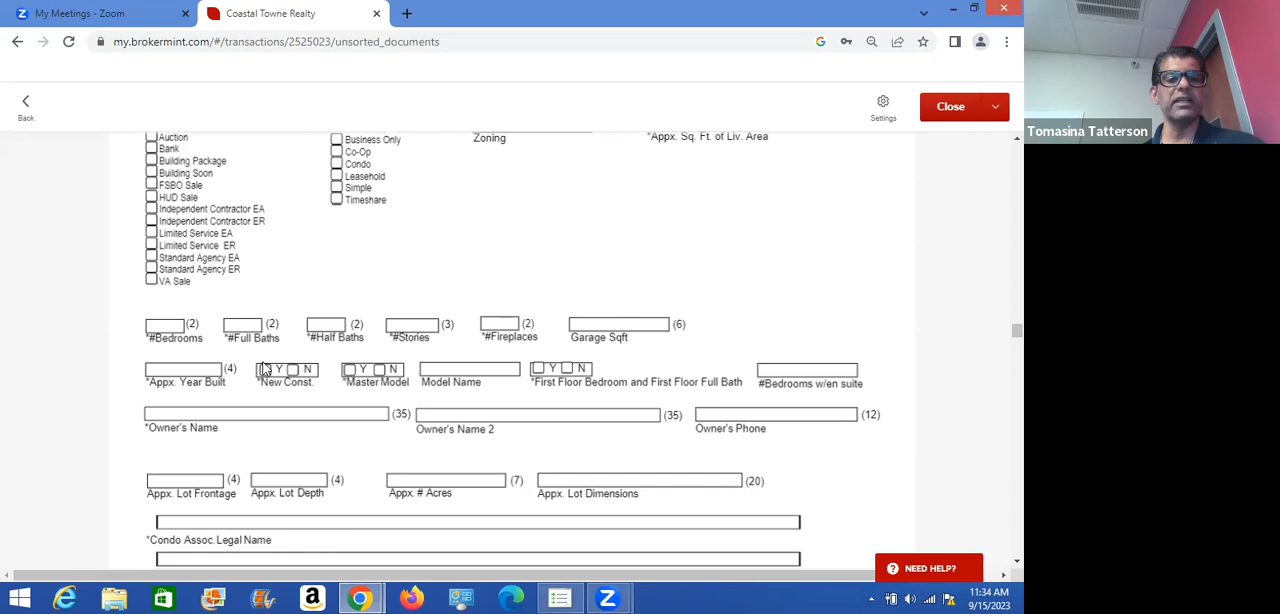 My Meetings - Zoom
Coastal Towne Realty
my.brokermint.com/#/transactions/2525023/unsorted_documents
Back
Settings
Close
Tomasina Tatterson
Auction
Bank
Building Package
Building Soon
FSBO Sale
HUD Sale
Independent Contractor EA
Independent Contractor ER
Limited Service EA
Limited Service ER
Standard Agency EA
Standard Agency ER
VA Sale
Business Only
Co-Op
Condo
Leasehold
Simple
Timeshare
Zoning
*Appx. Sq. Ft. of Liv. Area
(2) (2) (2) (3) (2) (6)
*#Bedrooms *#Full Baths *#Half Baths *#Stories *#Fireplaces Garage Sqft
(4) Y N Y N Y N
*Appx. Year Built *New Const. *Master Model Model Name *First Floor Bedroom and First Floor Full Bath #Bedrooms w/en suite
(35) (35) (12)
*Owner's Name Owner's Name 2 Owner's Phone
(4) (4) (7) (20)
Appx. Lot Frontage Appx. Lot Depth Appx. # Acres Appx. Lot Dimensions
*Condo Assoc. Legal Name
? NEED HELP?
11:34 AM
9/15/2023